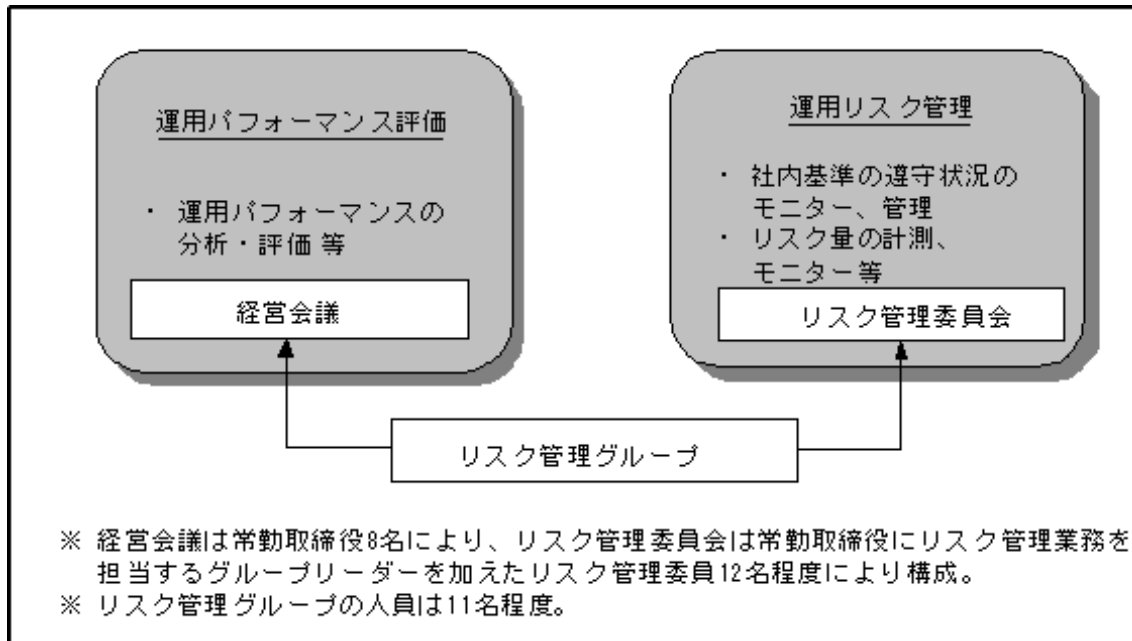 運用パフォーマンス評価
・ 運用パフォーマンスの
分析・評価 等
経営会議
運用リスク管理
・ 社内基準の遵守状況の
モニター、管理
・ リスク量の計測、
モニター等
リスク管理委員会
リスク管理グループ
※ 経営会議は常勤取締役8名により、リスク管理委員会は常勤取締役にリスク管理業務を
担当するグループリーダーを加えたリスク管理委員12名程度により構成。
※ リスク管理グループの人員は11名程度。